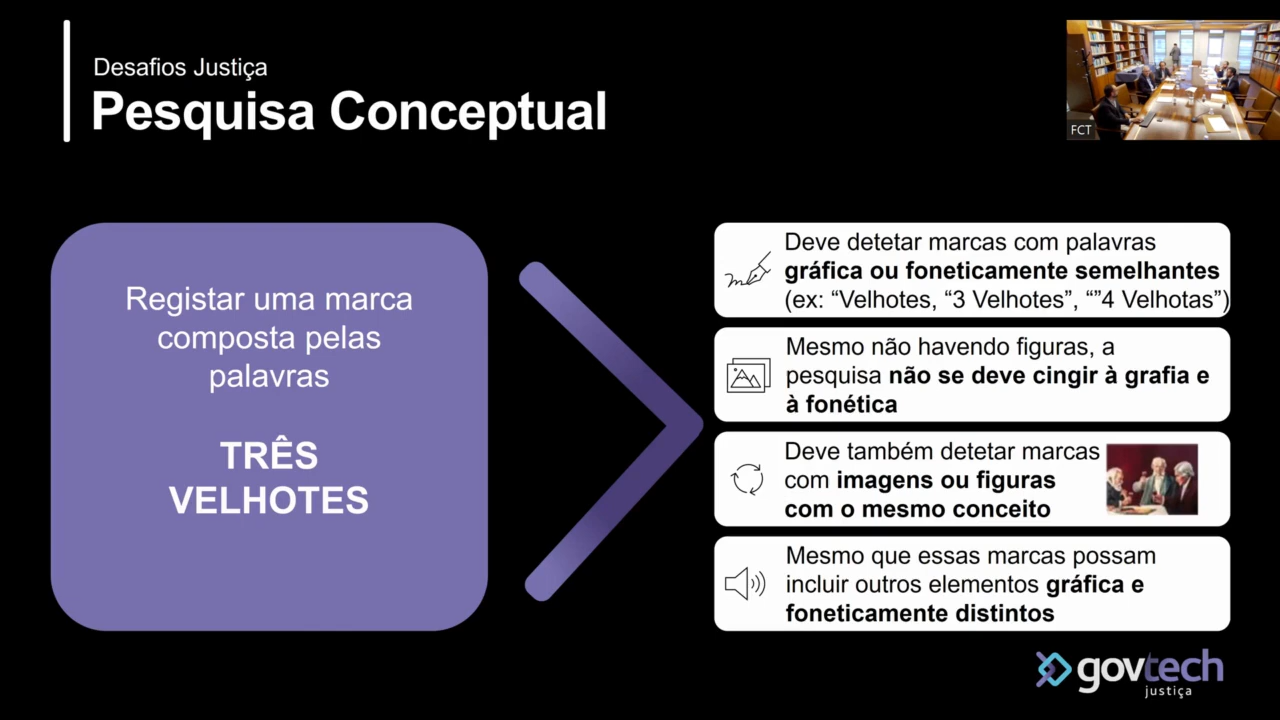 Desafios Justiça
Pesquisa Conceptual
FCT
Registar uma marca
composta pelas
palavras
TRÊS
VELHOTES
Deve detetar marcas com palavras
gráfica ou foneticamente semelhantes
(ex: “Velhotes, “3 Velhotes”, “”4 Velhotas”)
Mesmo não havendo figuras, a
pesquisa não se deve cingir à grafia e
à fonética
Deve também detetar marcas
com imagens ou figuras
com o mesmo conceito
Mesmo que essas marcas possam
incluir outros elementos gráfica e
foneticamente distintos
govtech
justiça